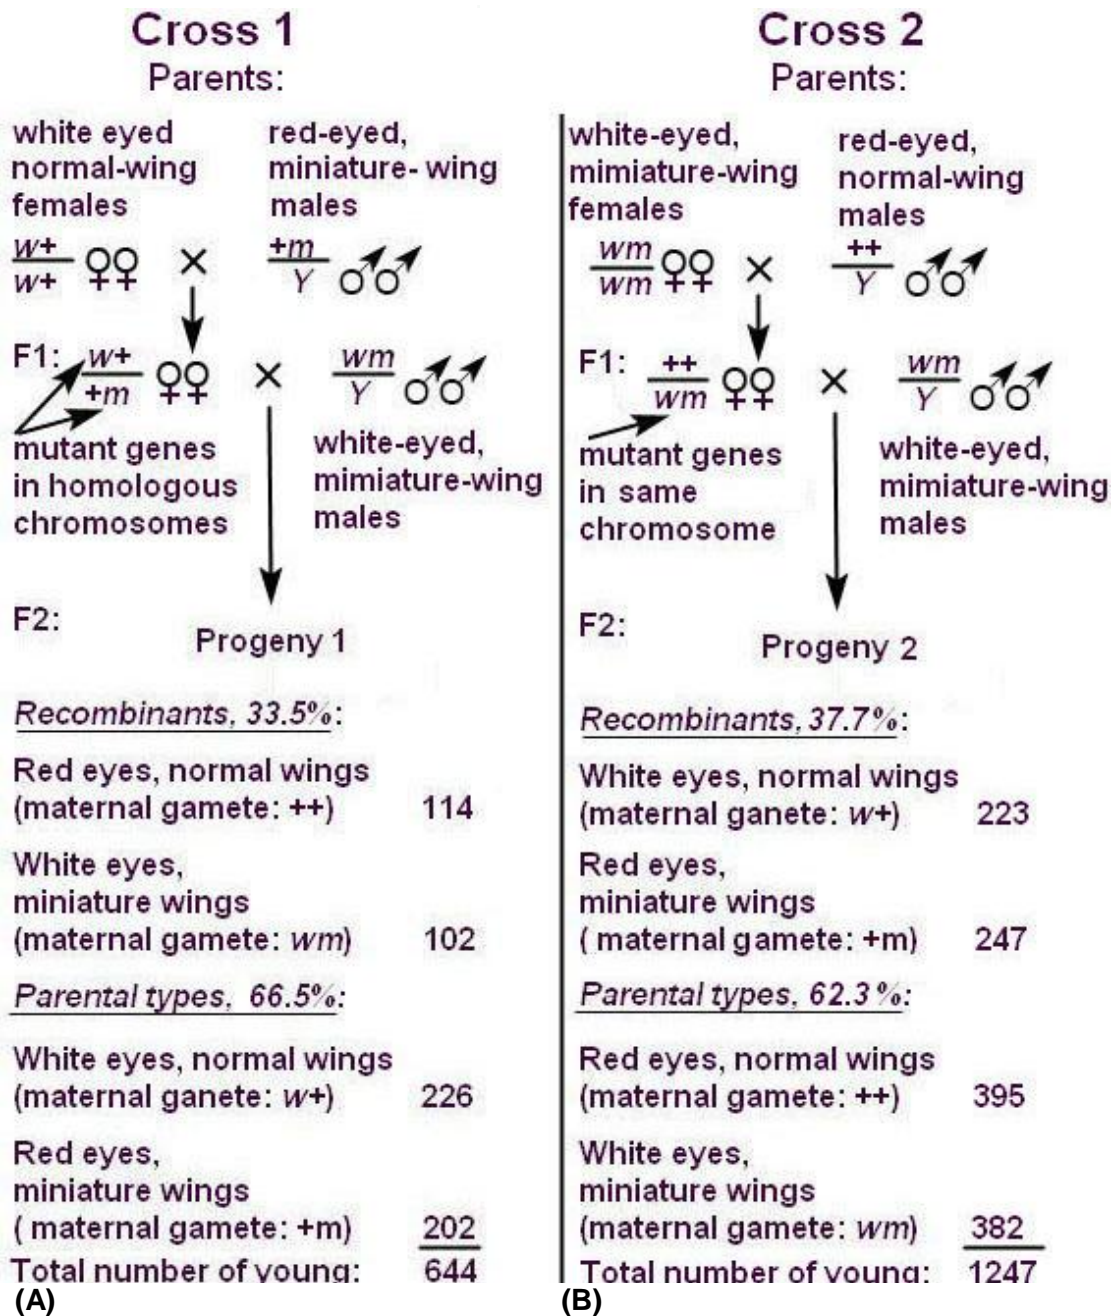 Cross 1
Parents:
white eyed
normal-wing
females
red-eyed,
miniature- wing
males
w+
w+
♀♀
×
+m
Y
♂♂
F1:
w+
+m
♀♀
×
wm
Y
♂♂
mutant genes
in homologous
chromosomes
white-eyed,
mimiature-wing
males
F2:
Progeny 1
Recombinants, 33.5%:
Red eyes, normal wings
(maternal gamete: ++) 114
White eyes,
miniature wings
(maternal gamete: wm) 102
Parental types, 66.5%:
White eyes, normal wings
(maternal ganete: w+) 226
Red eyes,
miniature wings
( maternal gamete: +m) 202
Total number of young: 644
(A)
Cross 2
Parents:
white-eyed,
mimiature-wing
females
red-eyed,
normal-wing
males
wm
wm
♀♀
×
++
Y
♂♂
F1:
++
wm
♀♀
×
wm
Y
♂♂
mutant genes
in same
chromosome
white-eyed,
mimiature-wing
males
F2:
Progeny 2
Recombinants, 37.7%:
White eyes, normal wings
(maternal ganete: w+) 223
Red eyes,
miniature wings
( maternal gamete: +m) 247
Parental types, 62.3%:
Red eyes, normal wings
(maternal gamete: ++) 395
White eyes,
miniature wings
(maternal gamete: wm) 382
Total number of young: 1247
(B)